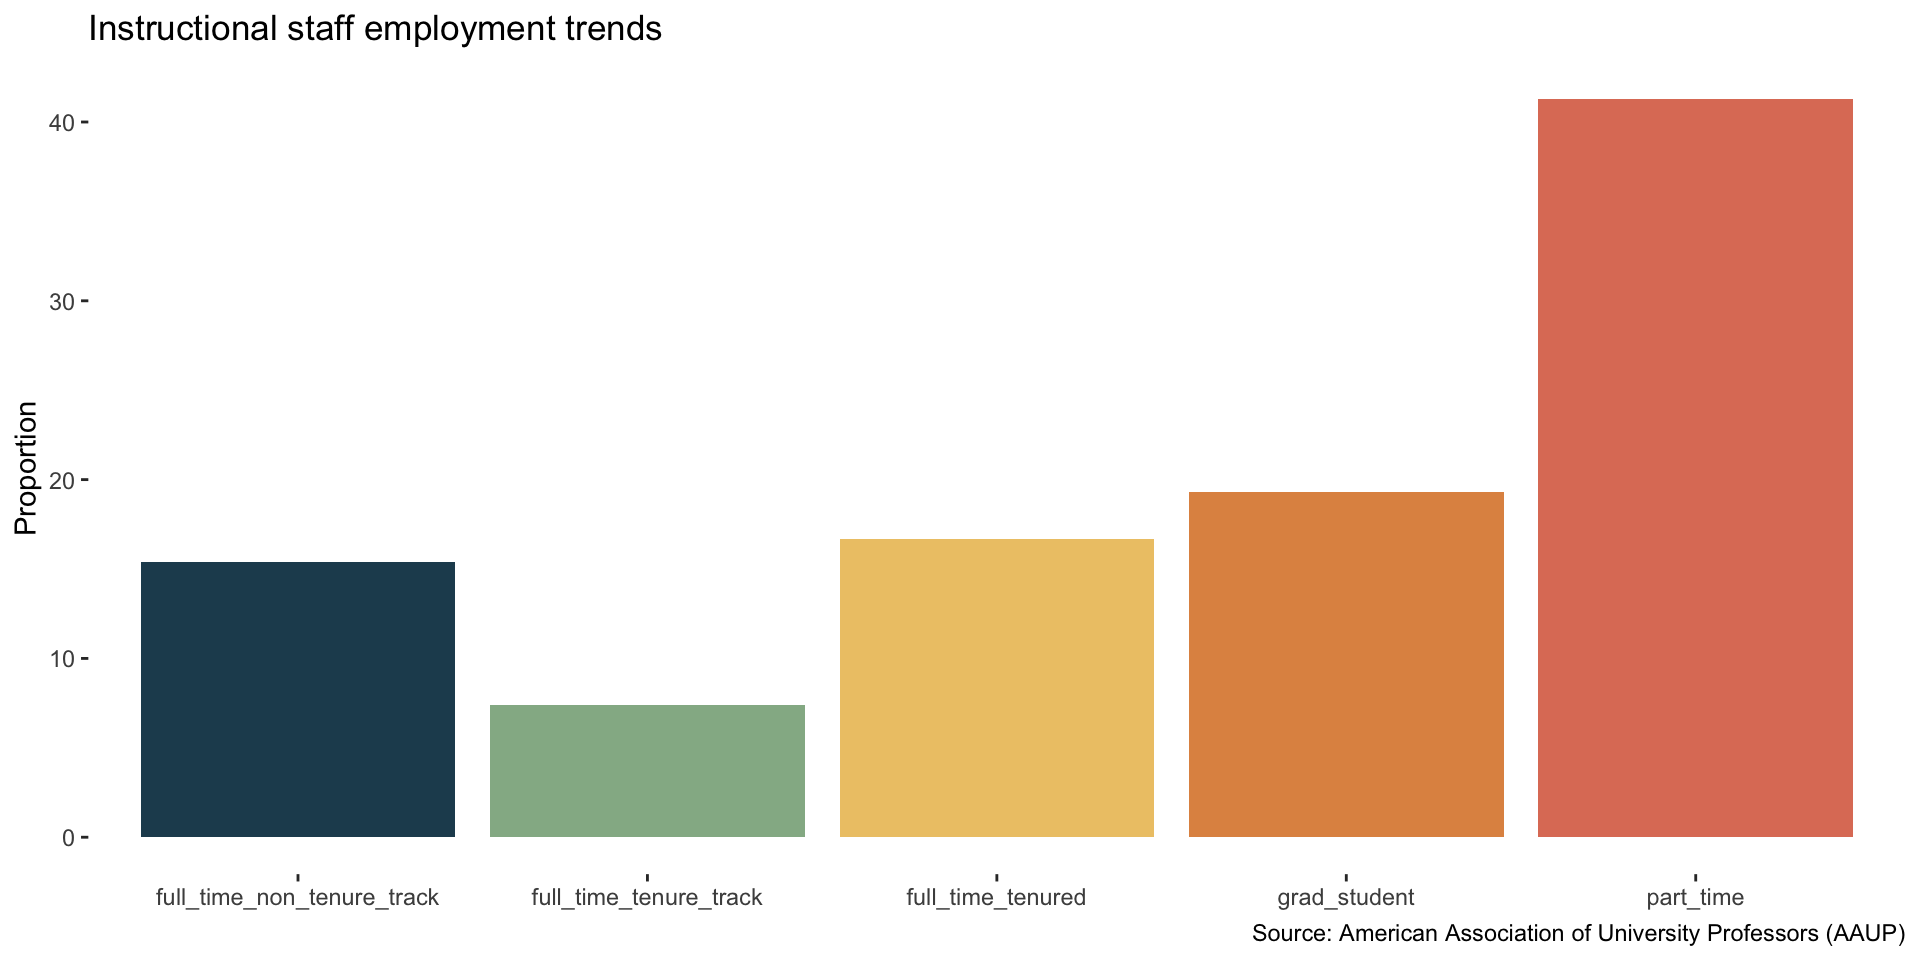 Instructional staff employment trends
Proportion
40
30
20
10
0
full_time_non_tenure_track
full_time_tenure_track
full_time_tenured
grad_student
part_time
Source: American Association of University Professors (AAUP)